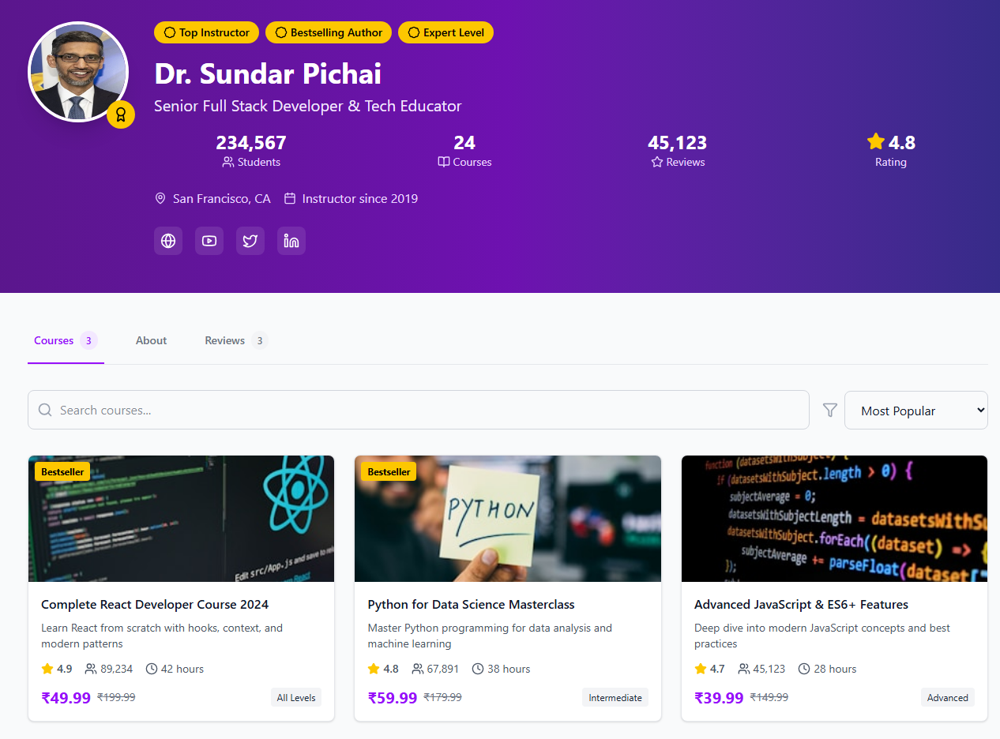 Top Instructor
Bestselling Author
Expert Level
Dr. Sundar Pichai
Senior Full Stack Developer & Tech Educator
234,567
Students
24
Courses
45,123
Reviews
4.8
Rating
San Francisco, CA
Instructor since 2019
Courses 3
About
Reviews 3
Search courses...
Most Popular
Bestseller
Edit src/App.js and save to
Bestseller
PYTHON
function (datasetsWithSubject.length
if (datasetsWithSubject.length > 0) {
subjectAverage = 0;
datasetsWithSubjectLength = datasetsWithSu
datasetsWithSubject.forEach((dataset) => {
subjectAverage += parseFloat(dataset["
});
Complete React Developer Course 2024
Learn React from scratch with hooks, context, and
modern patterns
4.9 89,234 42 hours
₹49.99 ₹199.99 All Levels
Python for Data Science Masterclass
Master Python programming for data analysis and
machine learning
4.8 67,891 38 hours
₹59.99 ₹179.99 Intermediate
Advanced JavaScript & ES6+ Features
Deep dive into modern JavaScript concepts and best
practices
4.7 45,123 28 hours
₹39.99 ₹149.99 Advanced